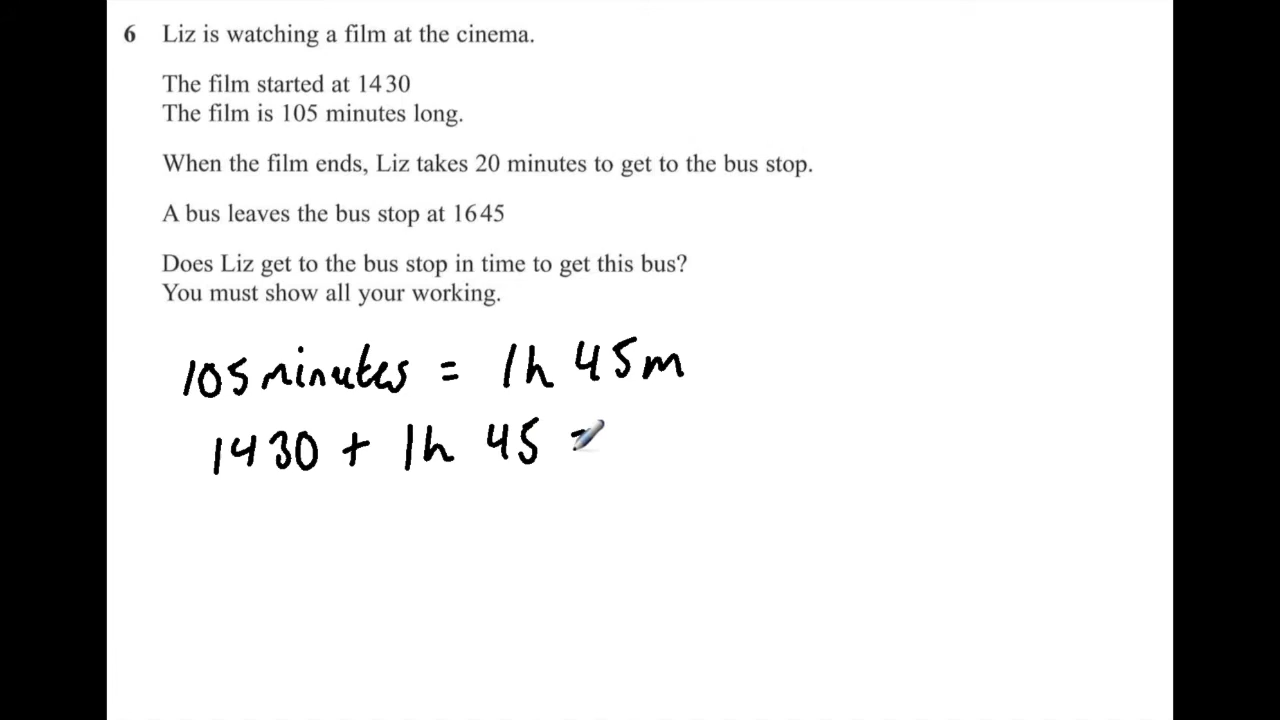 6 Liz is watching a film at the cinema.
The film started at 1430
The film is 105 minutes long.
When the film ends, Liz takes 20 minutes to get to the bus stop.
A bus leaves the bus stop at 1645
Does Liz get to the bus stop in time to get this bus?
You must show all your working.
105 minutes = 1h 45m
1430 + 1h 45 =